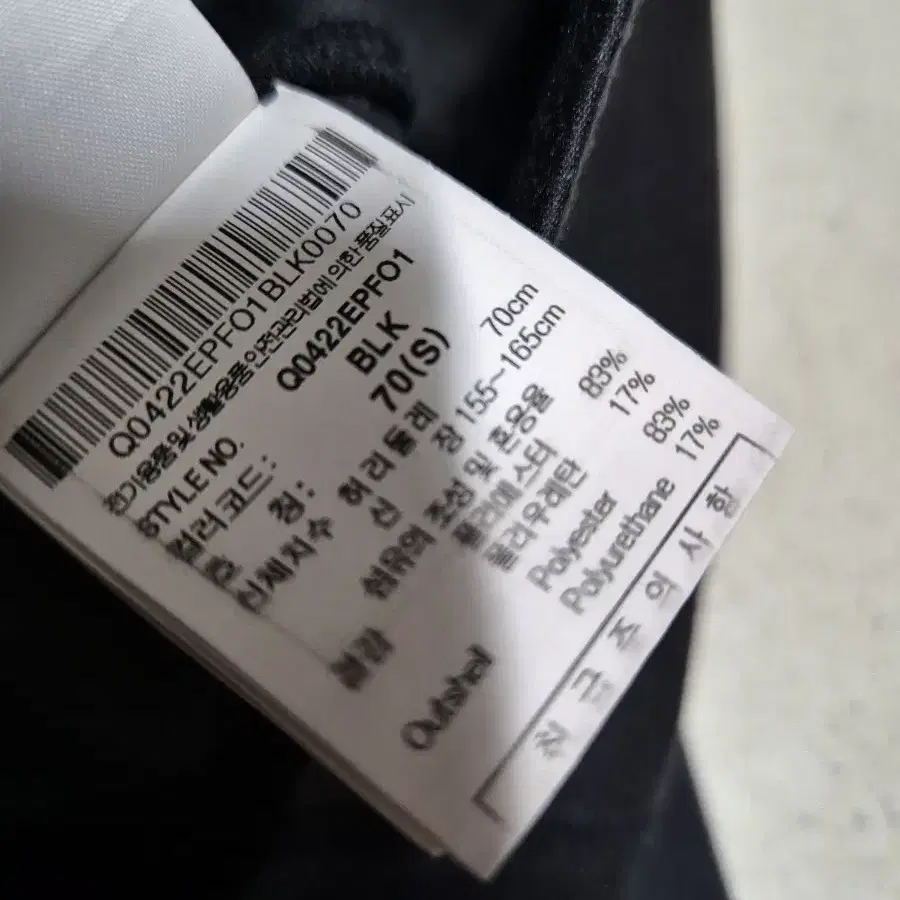 Q0422EPFO1BLK0070
전기용품및생활용품안전관리법에 의한 품질표시
STYLE NO. Q0422EPFO1
컬러코드: BLK
호 칭: 70(S)
신체치수 허리둘레 70cm
신 장 155~165cm
섬유의 조성 및 혼용율
겉감 폴리에스터 83%
폴리우레탄 17%
Outshell Polyester 83%
Polyurethane 17%
취급주의사항